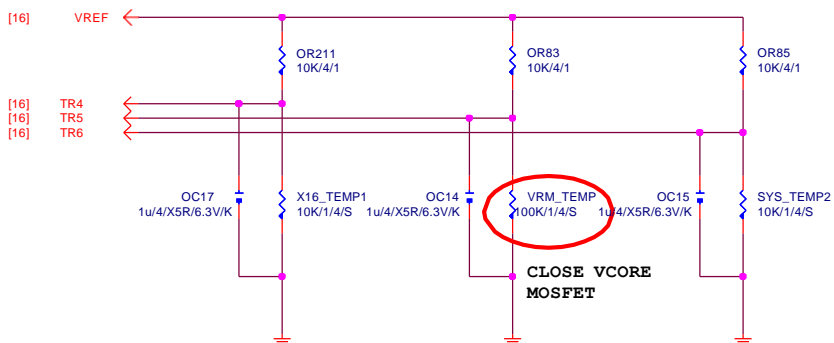 [16] VREF
OR211
10K/4/1
OR83
10K/4/1
OR85
10K/4/1
[16] TR4
[16] TR5
[16] TR6
OC17
1u/4/X5R/6.3V/K
X16_TEMP1
10K/1/4/S
OC14
1u/4/X5R/6.3V/K
VRM_TEMP
100K/1/4/S
OC15
1u/4/X5R/6.3V/K
SYS_TEMP2
10K/1/4/S
CLOSE VCORE
MOSFET